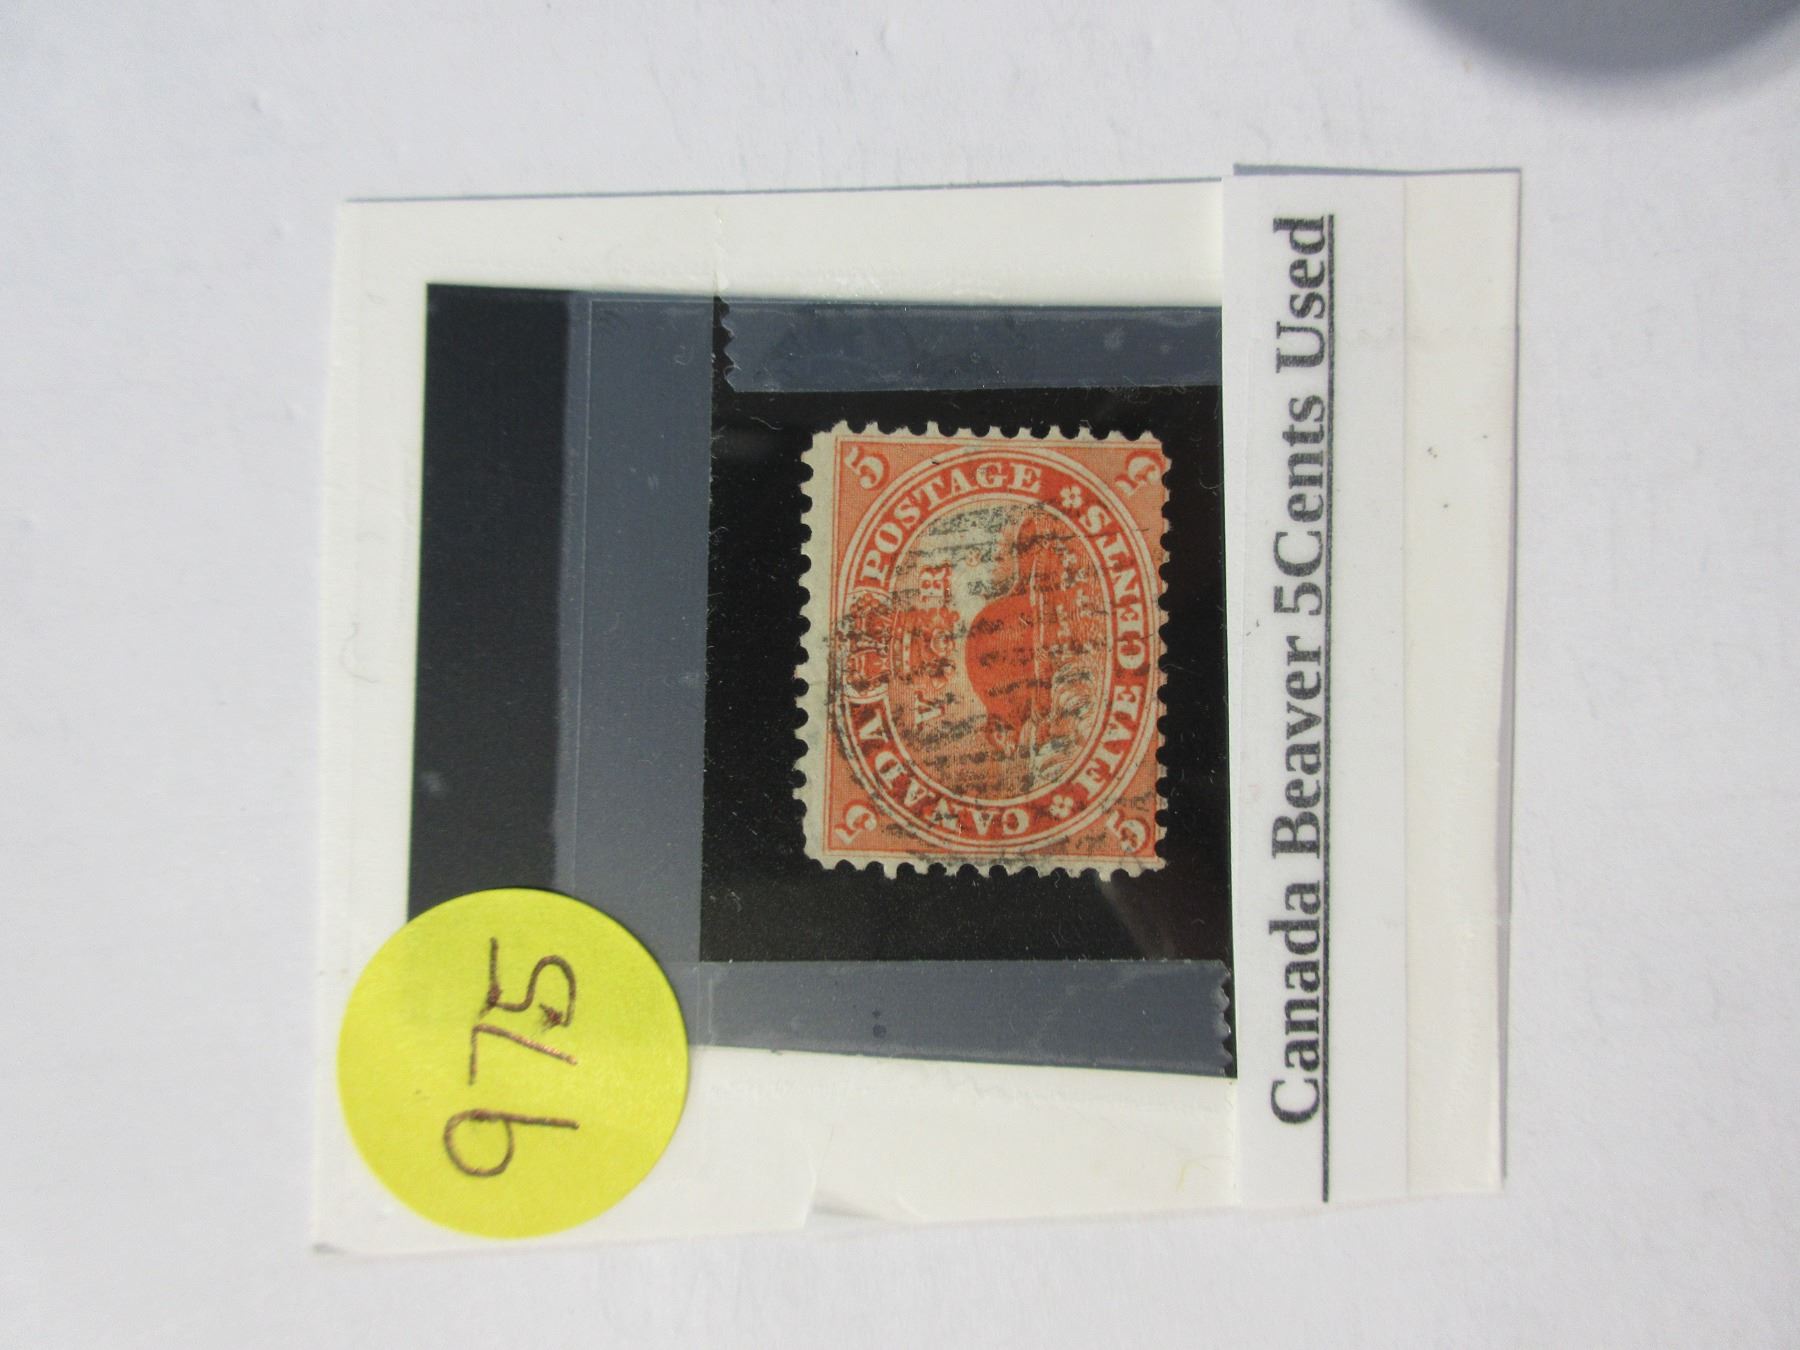 975
5 5
CANADA POSTAGE
V R
FIVE CENTS
5 5
Canada Beaver 5Cents Used